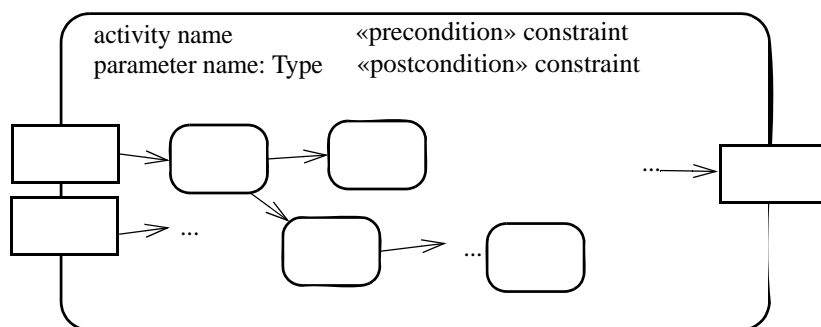 activity name «precondition» constraint
parameter name: Type «postcondition» constraint
...
...
...